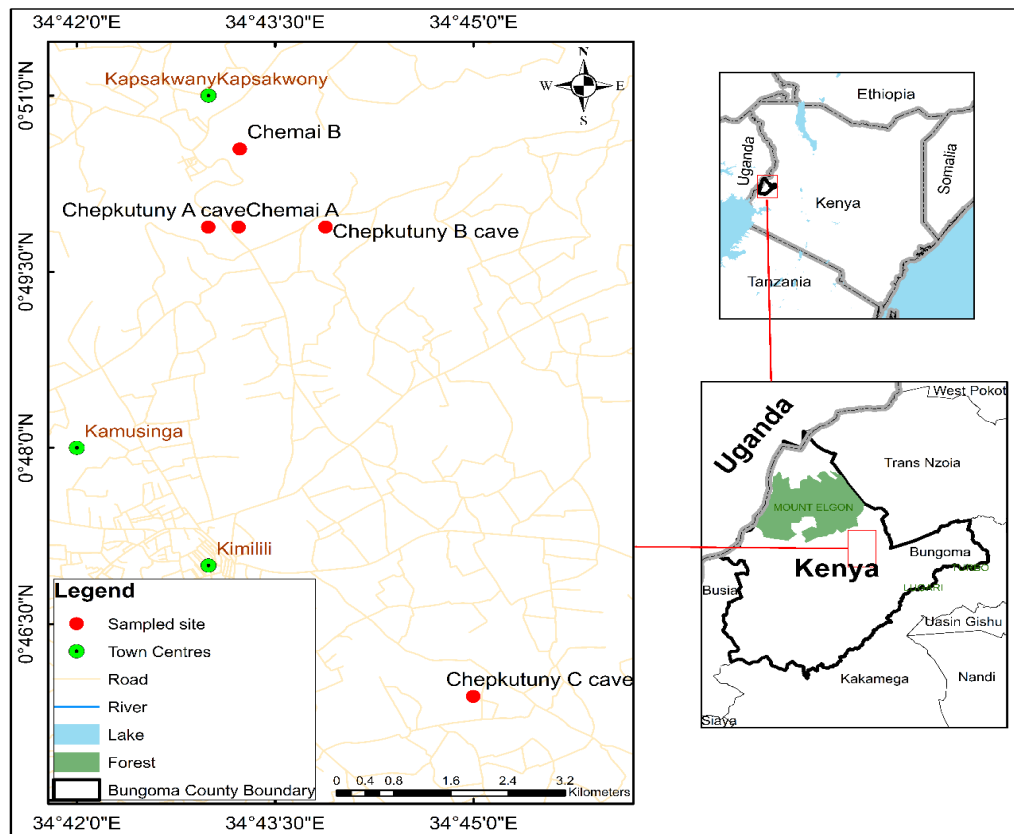 34°42'0"E 34°43'30"E 34°45'0"E
0°51'0"N
0°49'30"N
0°48'0"N
0°46'30"N
N
W E
S
KapsakwanyKapsakwony
Chemai B
Chepkutuny A cave Chemai A
Chepkutuny B cave
Kamusinga
Kimilili
Chepkutuny C cave
Legend
Sampled site
Town Centres
Road
River
Lake
Forest
Bungoma County Boundary
0 0.4 0.8 1.6 2.4 3.2
Kilometers
34°42'0"E 34°43'30"E 34°45'0"E
Ethiopia
Uganda
Somalia
Kenya
Tanzania
West Pokot
Uganda
Trans Nzoia
MOUNT ELGON
Bungoma
Kenya
Busia
LUGARI
Uasin Gishu
Kakamega
Nandi
Siaya